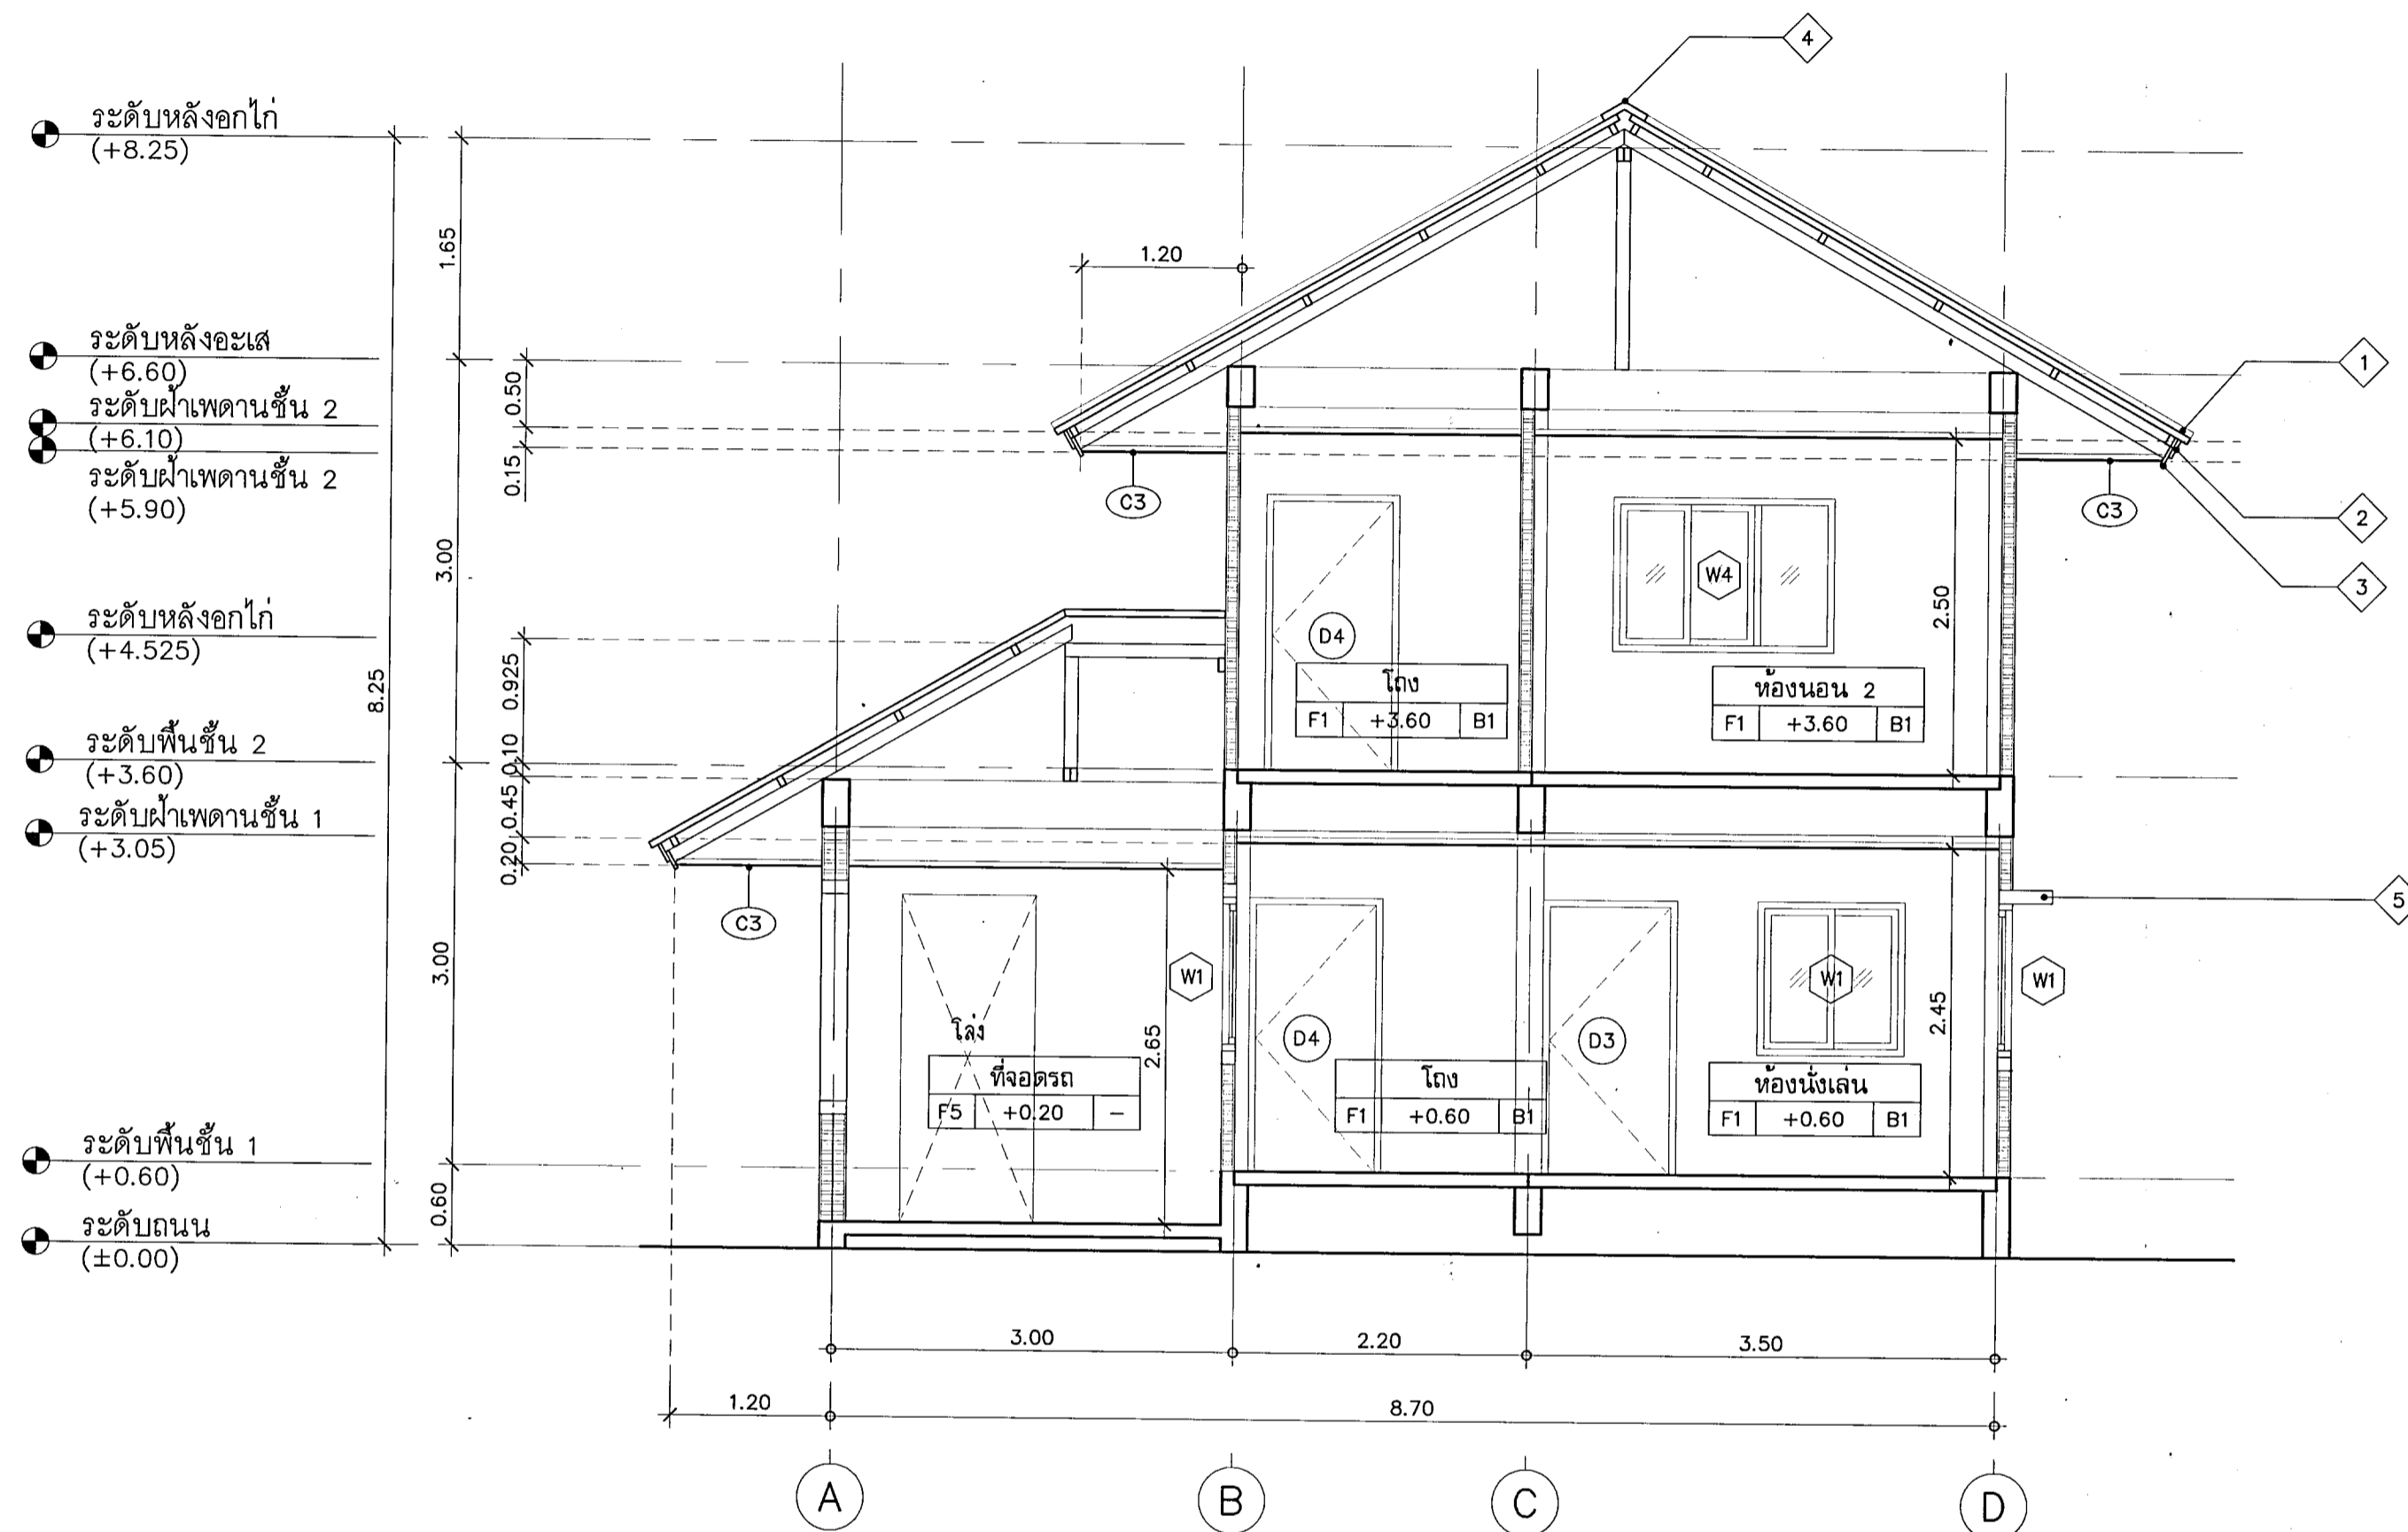 4
ระดับหลังอกไก่
(+8.25)
1.65
1.20
ระดับหลังอะเส
(+6.60)
1
0.50
ระดับฝ้าเพดานชั้น 2
(+6.10)
0.15
ระดับฝ้าเพดานชั้น 2
(+5.90)
C3
C3
2
3.00
W4
3
2.50
ระดับหลังอกไก่
(+4.525)
D4
0.925
8.25
โถง
F1 +3.60 B1
ห้องนอน 2
F1 +3.60 B1
ระดับพื้นชั้น 2
(+3.60)
0.10
0.45
ระดับฝ้าเพดานชั้น 1
(+3.05)
0.20
C3
5
3.00
W1
W1
W1
2.45
โล่ง
2.65
D4
D3
ที่จอดรถ
F5 +0.20 –
โถง
F1 +0.60 B1
ห้องนั่งเล่น
F1 +0.60 B1
ระดับพื้นชั้น 1
(+0.60)
0.60
ระดับถนน
(±0.00)
3.00 2.20 3.50
1.20 8.70
A B C D